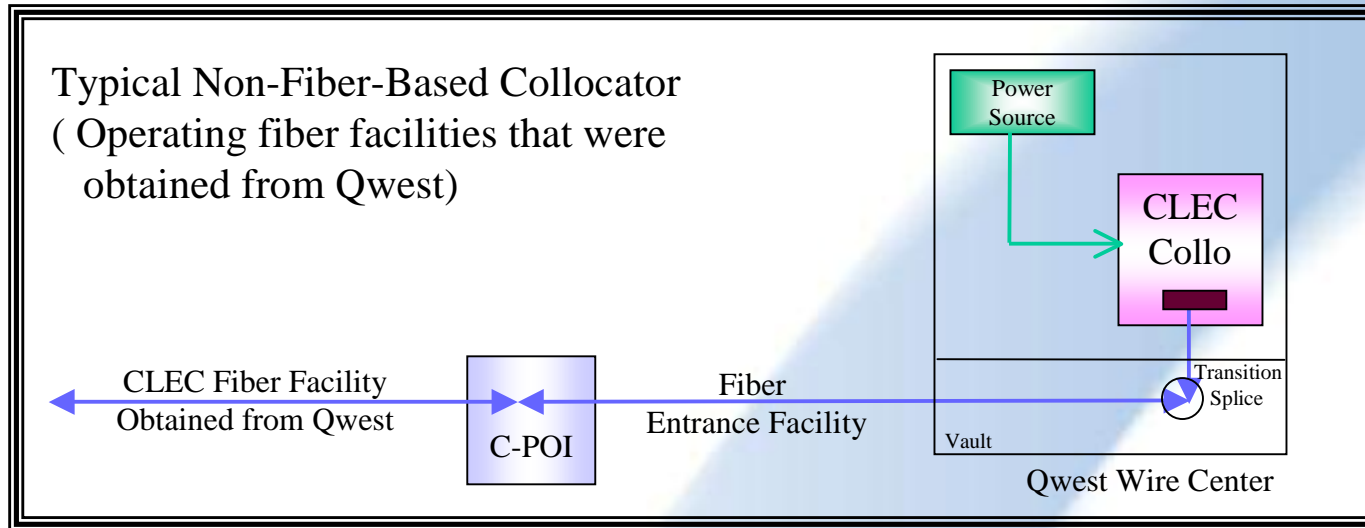 Typical Non-Fiber-Based Collocator
( Operating fiber facilities that were
obtained from Qwest)
Power
Source
CLEC
Collo
CLEC Fiber Facility
Obtained from Qwest
C-POI
Fiber
Entrance Facility
Transition
Splice
Vault
Qwest Wire Center